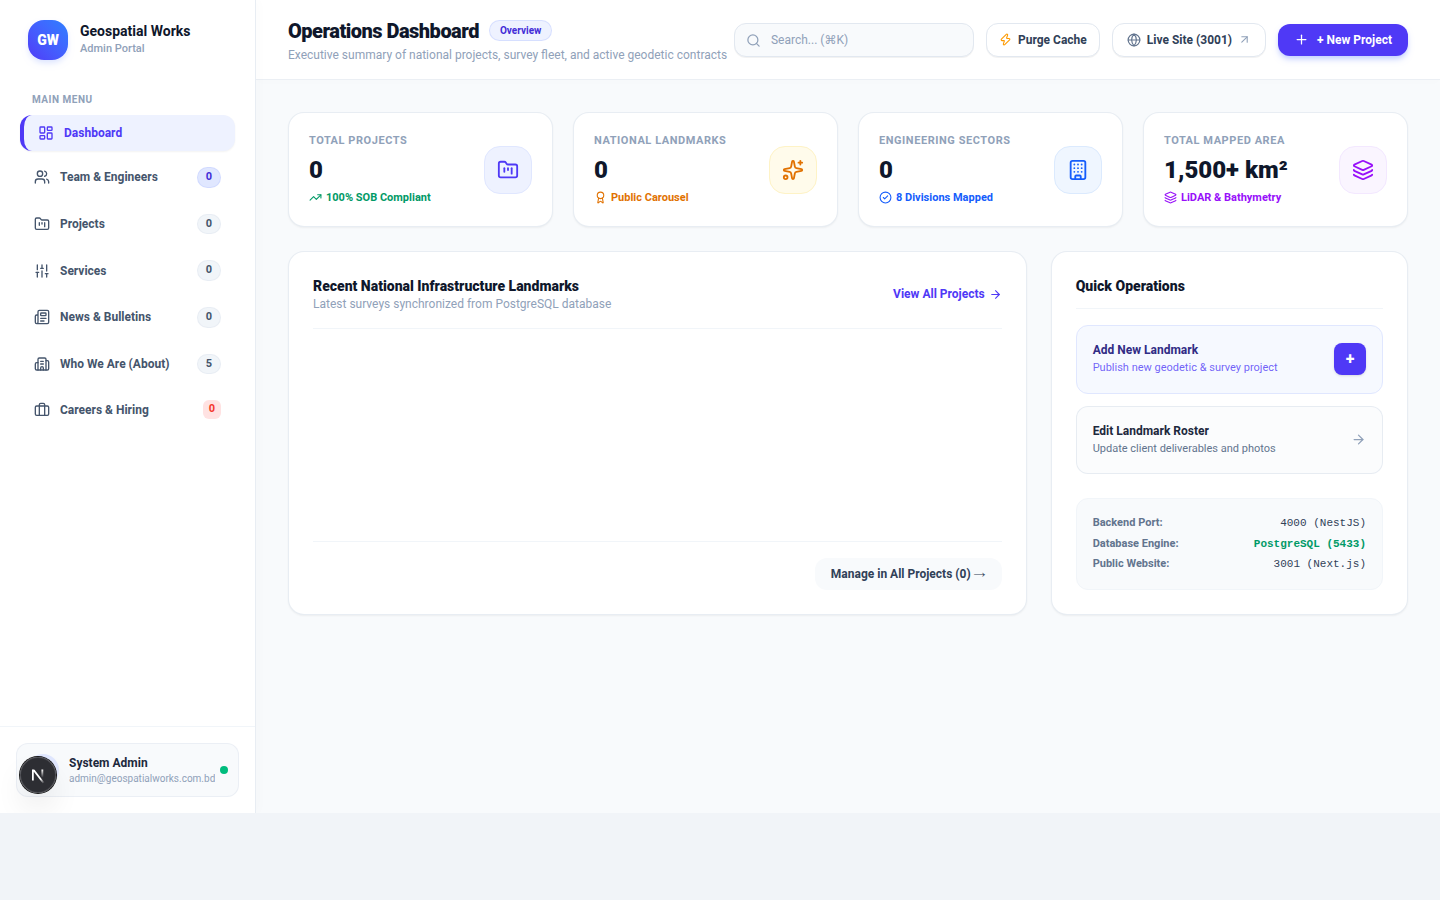 GW
Geospatial Works
Admin Portal
MAIN MENU
Dashboard
Team & Engineers 0
Projects 0
Services 0
News & Bulletins 0
Who We Are (About) 5
Careers & Hiring 0
System Admin
admin@geospatialworks.com.bd
N
Operations Dashboard Overview
Executive summary of national projects, survey fleet, and active geodetic contracts
Search... (⌘K)
Purge Cache
Live Site (3001)
+ New Project
TOTAL PROJECTS
0
100% SOB Compliant
NATIONAL LANDMARKS
0
Public Carousel
ENGINEERING SECTORS
0
8 Divisions Mapped
TOTAL MAPPED AREA
1,500+ km²
LiDAR & Bathymetry
Recent National Infrastructure Landmarks
Latest surveys synchronized from PostgreSQL database
View All Projects →
Manage in All Projects (0) →
Quick Operations
Add New Landmark
Publish new geodetic & survey project
+
Edit Landmark Roster
Update client deliverables and photos
Backend Port: 4000 (NestJS)
Database Engine: PostgreSQL (5433)
Public Website: 3001 (Next.js)